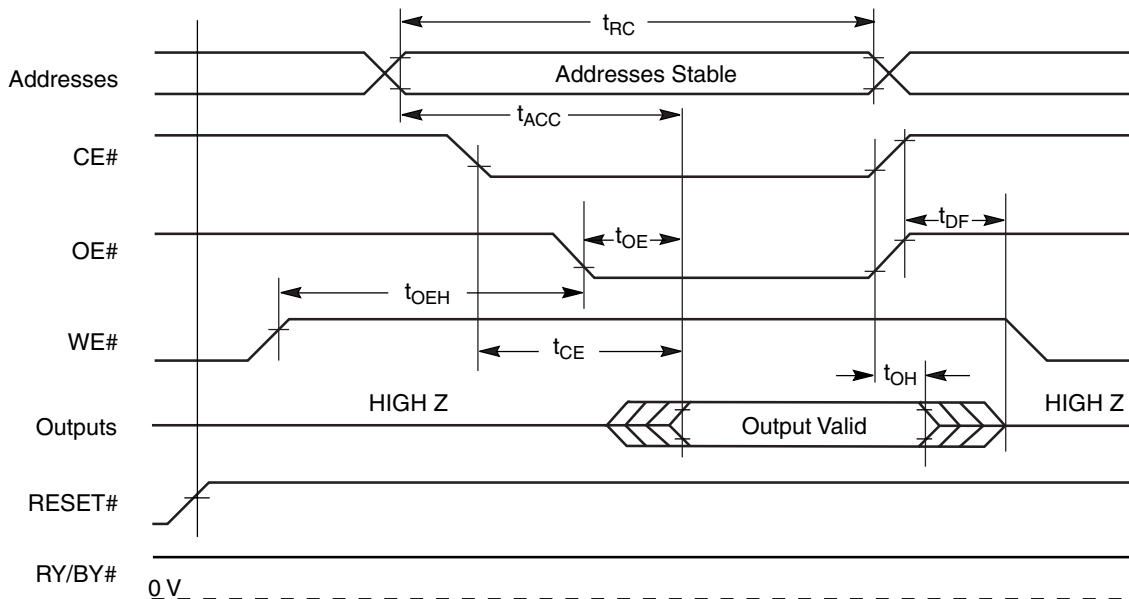 tRC
Addresses
Addresses Stable
tACC
CE#
tDF
OE#
tOE
tOEH
WE#
tCE
tOH
HIGH Z
HIGH Z
Outputs
Output Valid
RESET#
RY/BY#
0 V